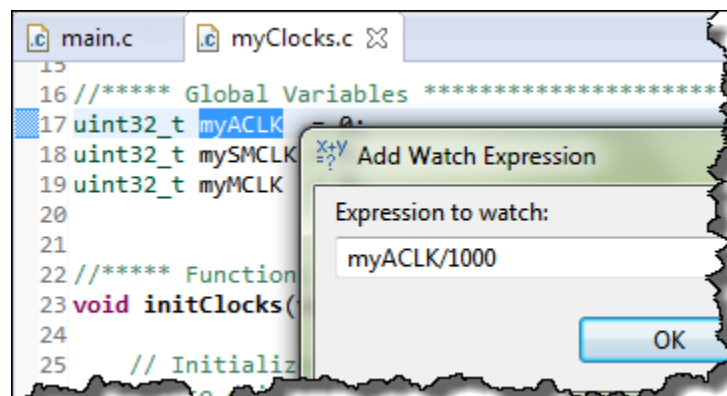 main.c
myClocks.c
15
16 //***** Global Variables ************************
17 uint32_t myACLK = 0;
18 uint32_t mySMCLK
19 uint32_t myMCLK
20
21
22 //***** Function
23 void initClocks(
24
25 // Initializ
x+y
=?
Add Watch Expression
Expression to watch:
myACLK/1000
OK